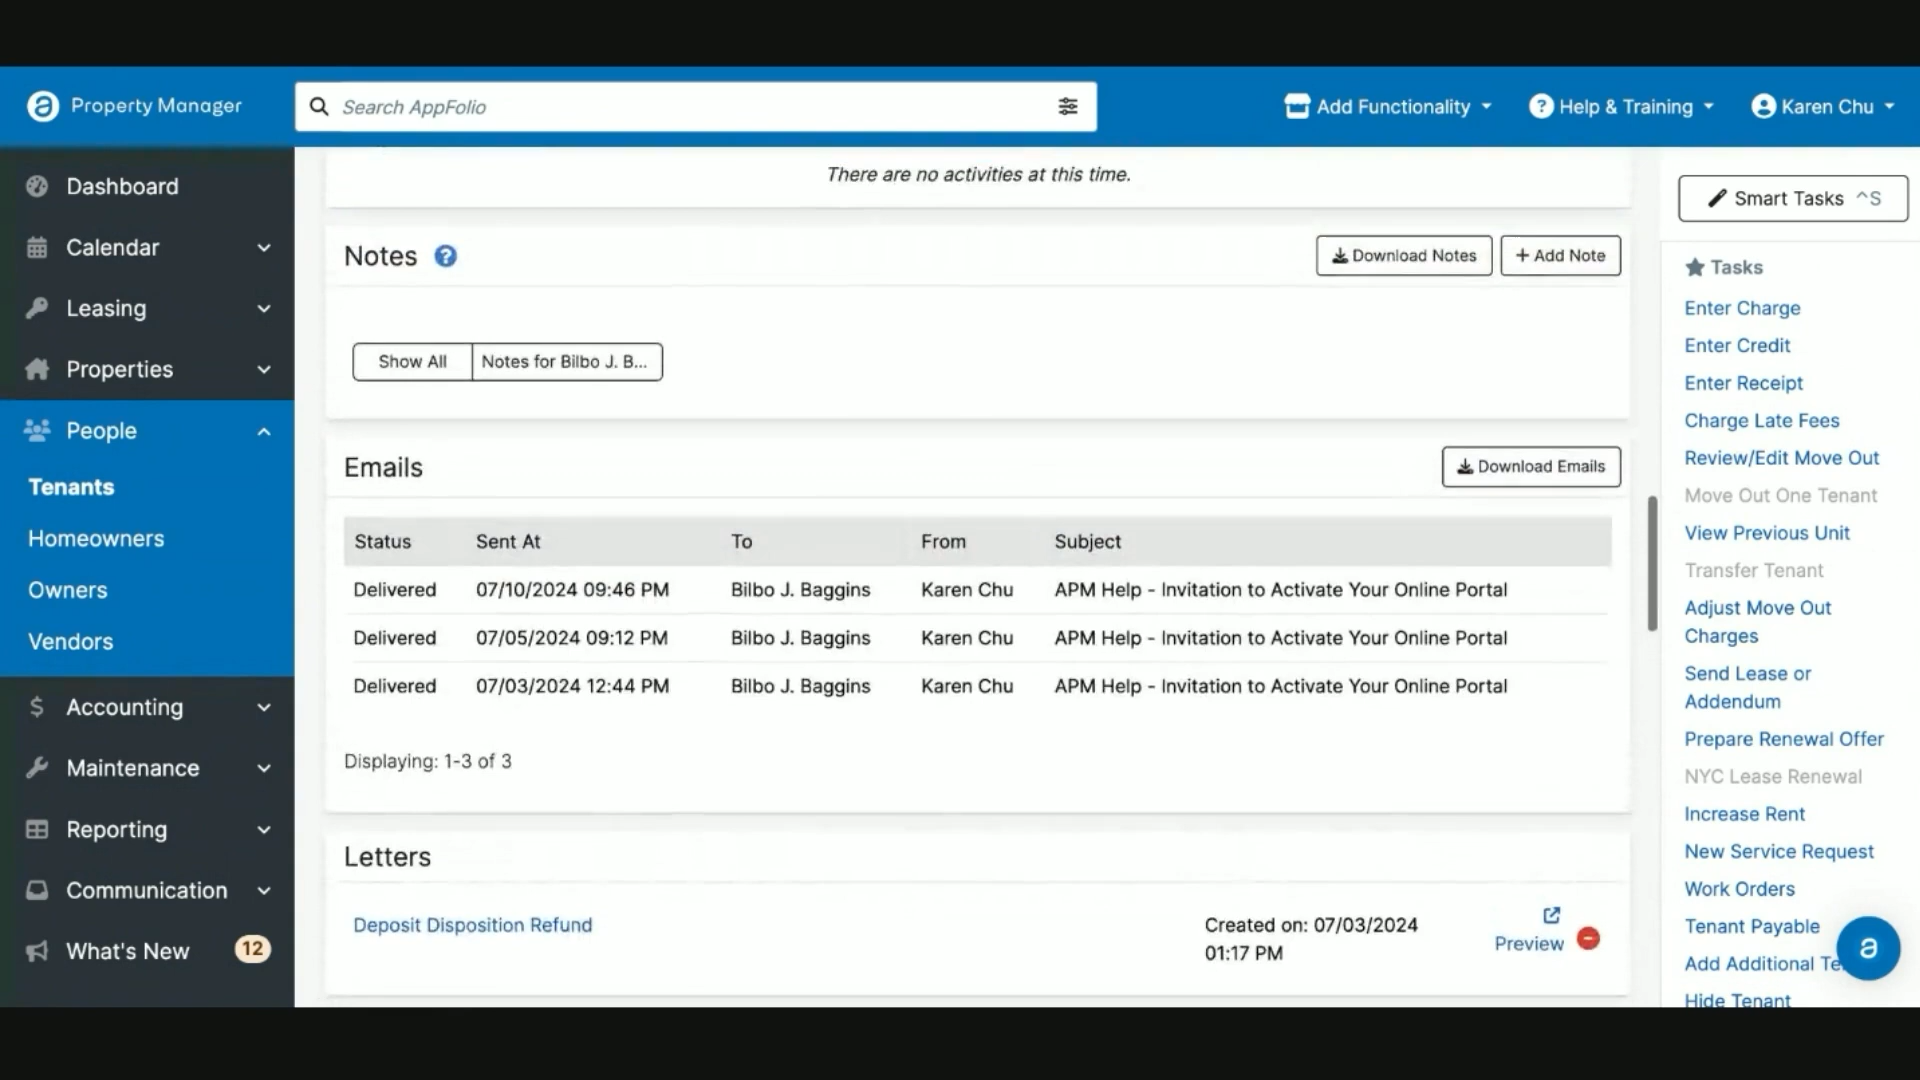 Property Manager
Search AppFolio
Add Functionality
Help & Training
Karen Chu
Dashboard
Calendar
Leasing
Properties
People
Tenants
Homeowners
Owners
Vendors
Accounting
Maintenance
Reporting
Communication
What's New
12
There are no activities at this time.
Notes
Download Notes
+ Add Note
Show All
Notes for Bilbo J. B...
Emails
Download Emails
Status Sent At To From Subject
Delivered 07/10/2024 09:46 PM Bilbo J. Baggins Karen Chu APM Help - Invitation to Activate Your Online Portal
Delivered 07/05/2024 09:12 PM Bilbo J. Baggins Karen Chu APM Help - Invitation to Activate Your Online Portal
Delivered 07/03/2024 12:44 PM Bilbo J. Baggins Karen Chu APM Help - Invitation to Activate Your Online Portal
Displaying: 1-3 of 3
Letters
Deposit Disposition Refund
Created on: 07/03/2024
01:17 PM
Preview
Smart Tasks ^S
Tasks
Enter Charge
Enter Credit
Enter Receipt
Charge Late Fees
Review/Edit Move Out
Move Out One Tenant
View Previous Unit
Transfer Tenant
Adjust Move Out
Charges
Send Lease or
Addendum
Prepare Renewal Offer
NYC Lease Renewal
Increase Rent
New Service Request
Work Orders
Tenant Payable
Add Additional Te
Hide Tenant